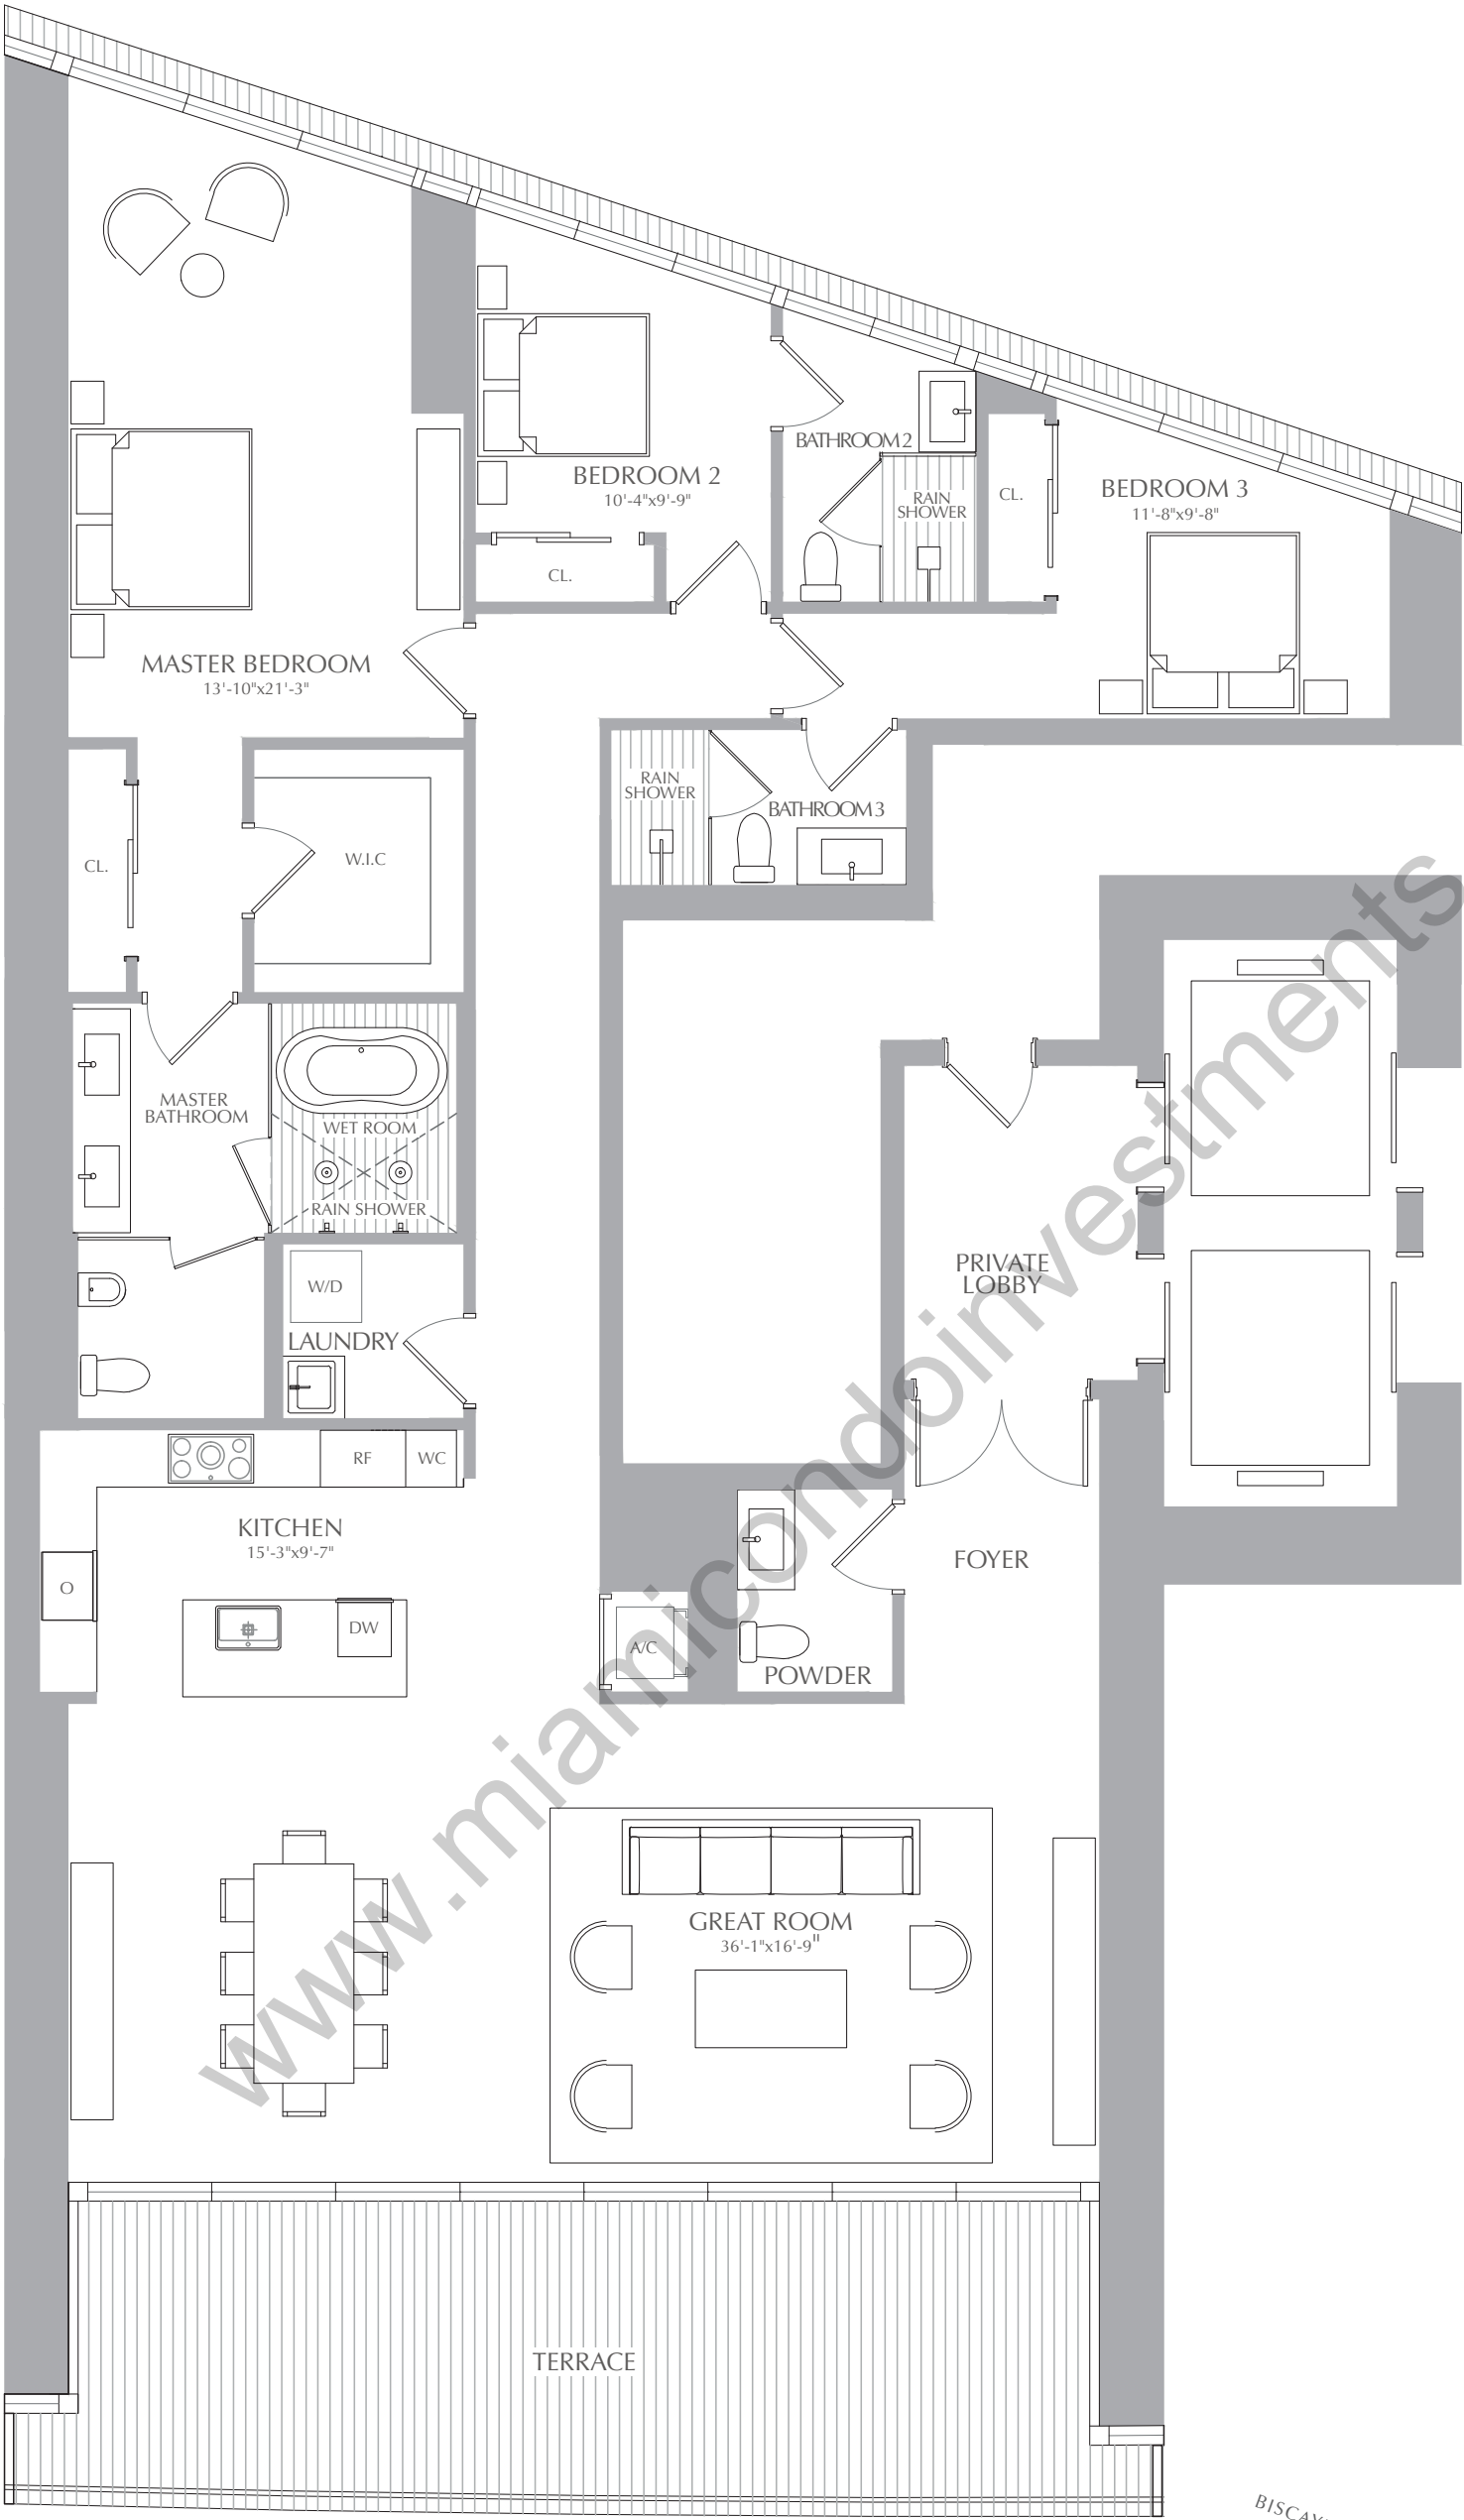 BATHROOM 2
BEDROOM 2
10'-4"x9'-9"
RAIN
SHOWER
CL.
BEDROOM 3
11'-8"x9'-8"
CL.
MASTER BEDROOM
13'-10"x21'-3"
RAIN
SHOWER
BATHROOM 3
CL.
W.I.C
MASTER
BATHROOM
WET ROOM
RAIN SHOWER
PRIVATE
LOBBY
W/D
LAUNDRY
RF
WC
KITCHEN
15'-3"x9'-7"
FOYER
O
DW
A/C
POWDER
GREAT ROOM
36'-1"x16'-9"
TERRACE
www.miamicondoinvestments